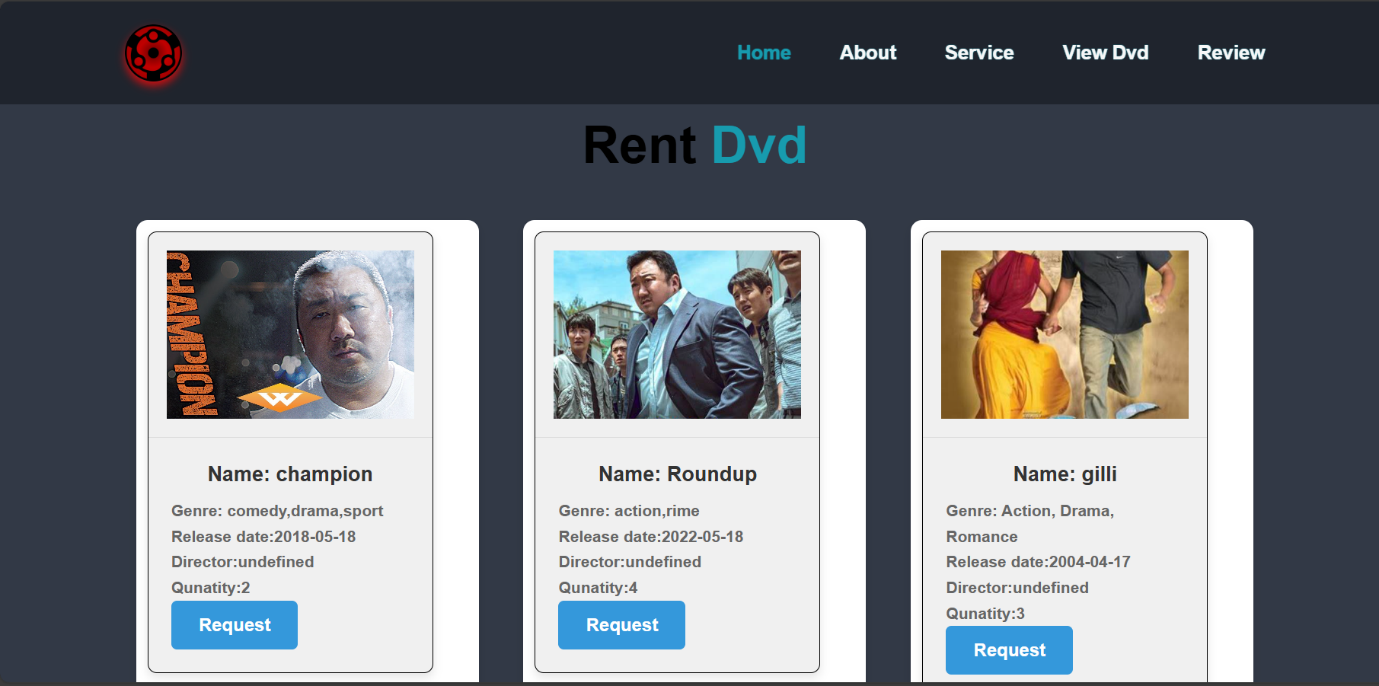 Home About Service View Dvd Review
Rent Dvd
CHAMPION
W
Name: champion
Genre: comedy,drama,sport
Release date:2018-05-18
Director:undefined
Qunatity:2
Request
Name: Roundup
Genre: action,rime
Release date:2022-05-18
Director:undefined
Qunatity:4
Request
Name: gilli
Genre: Action, Drama,
Romance
Release date:2004-04-17
Director:undefined
Qunatity:3
Request